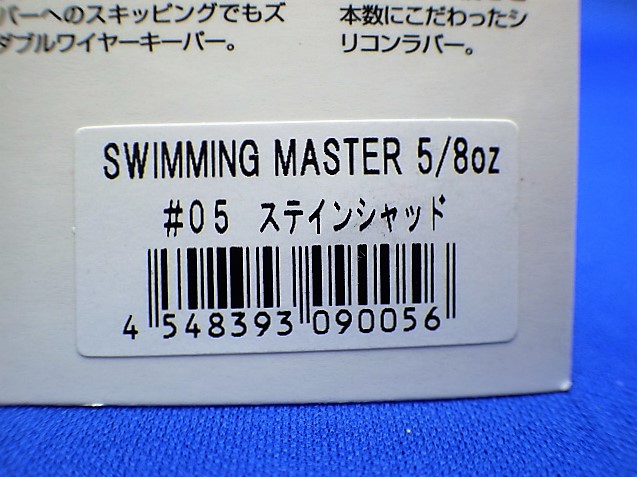 バーへのスキッピングでもズ
ダブルワイヤーキーパー。
本数にこだわったシ
リコンラバー。
SWIMMING MASTER 5/8oz
#05 ステインシャッド
4 548393 090056